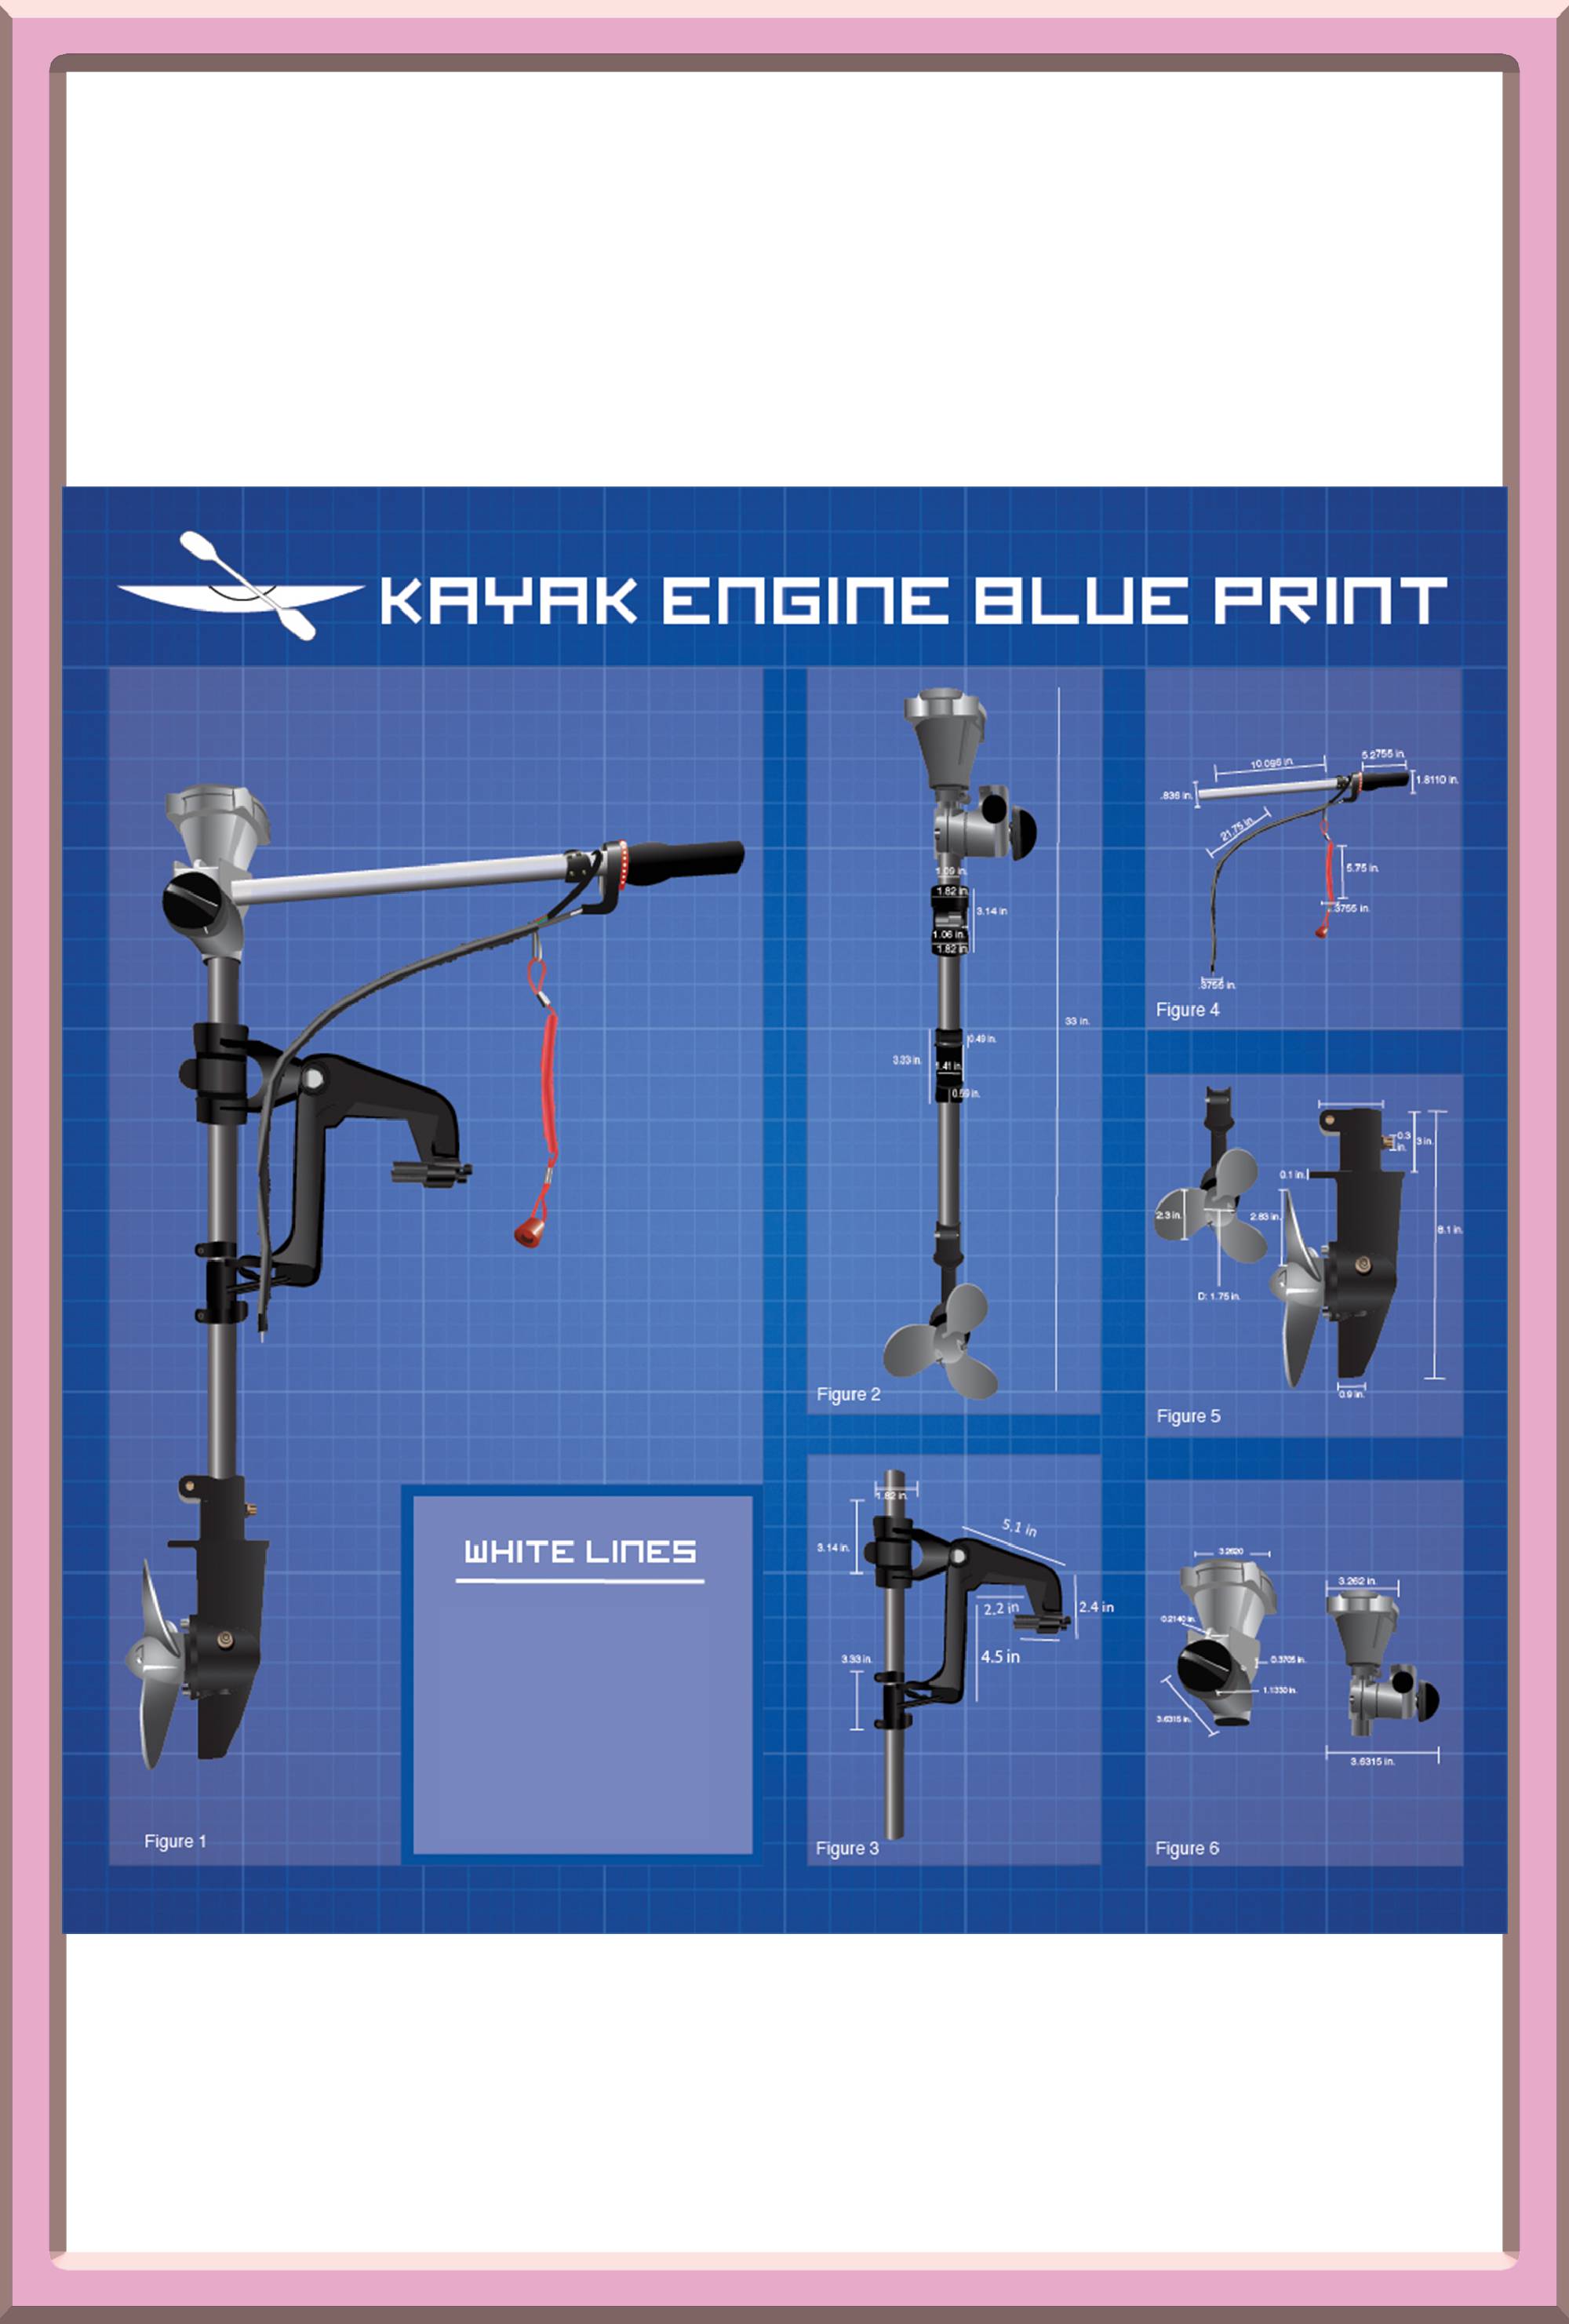 KAYAK ENGINE BLUE PRINT
Figure 1
WHITE LINES
1.09 in.
1.82 in.
3.14 in
1.06 in.
1.82 in.
33 in.
0.49 in.
3.33 in.
1.41 in.
0.59 in.
Figure 2
1.82 in.
5.1 in
3.14 in.
2.2 in
2.4 in
4.5 in
3.33 in.
Figure 3
10.096 in.
5.2755 in.
1.8110 in.
.836 in.
21.75 in.
5.75 in.
.3755 in.
.3755 in.
Figure 4
0.3
in.
3 in.
0.1 in.
2.3 in.
2.83 in.
8.1 in.
D: 1.75 in.
0.9 in.
Figure 5
3.2620
3.262 in.
0.2140 in.
0.3705 in.
1.1330 in.
3.6315 in.
3.6315 in.
Figure 6